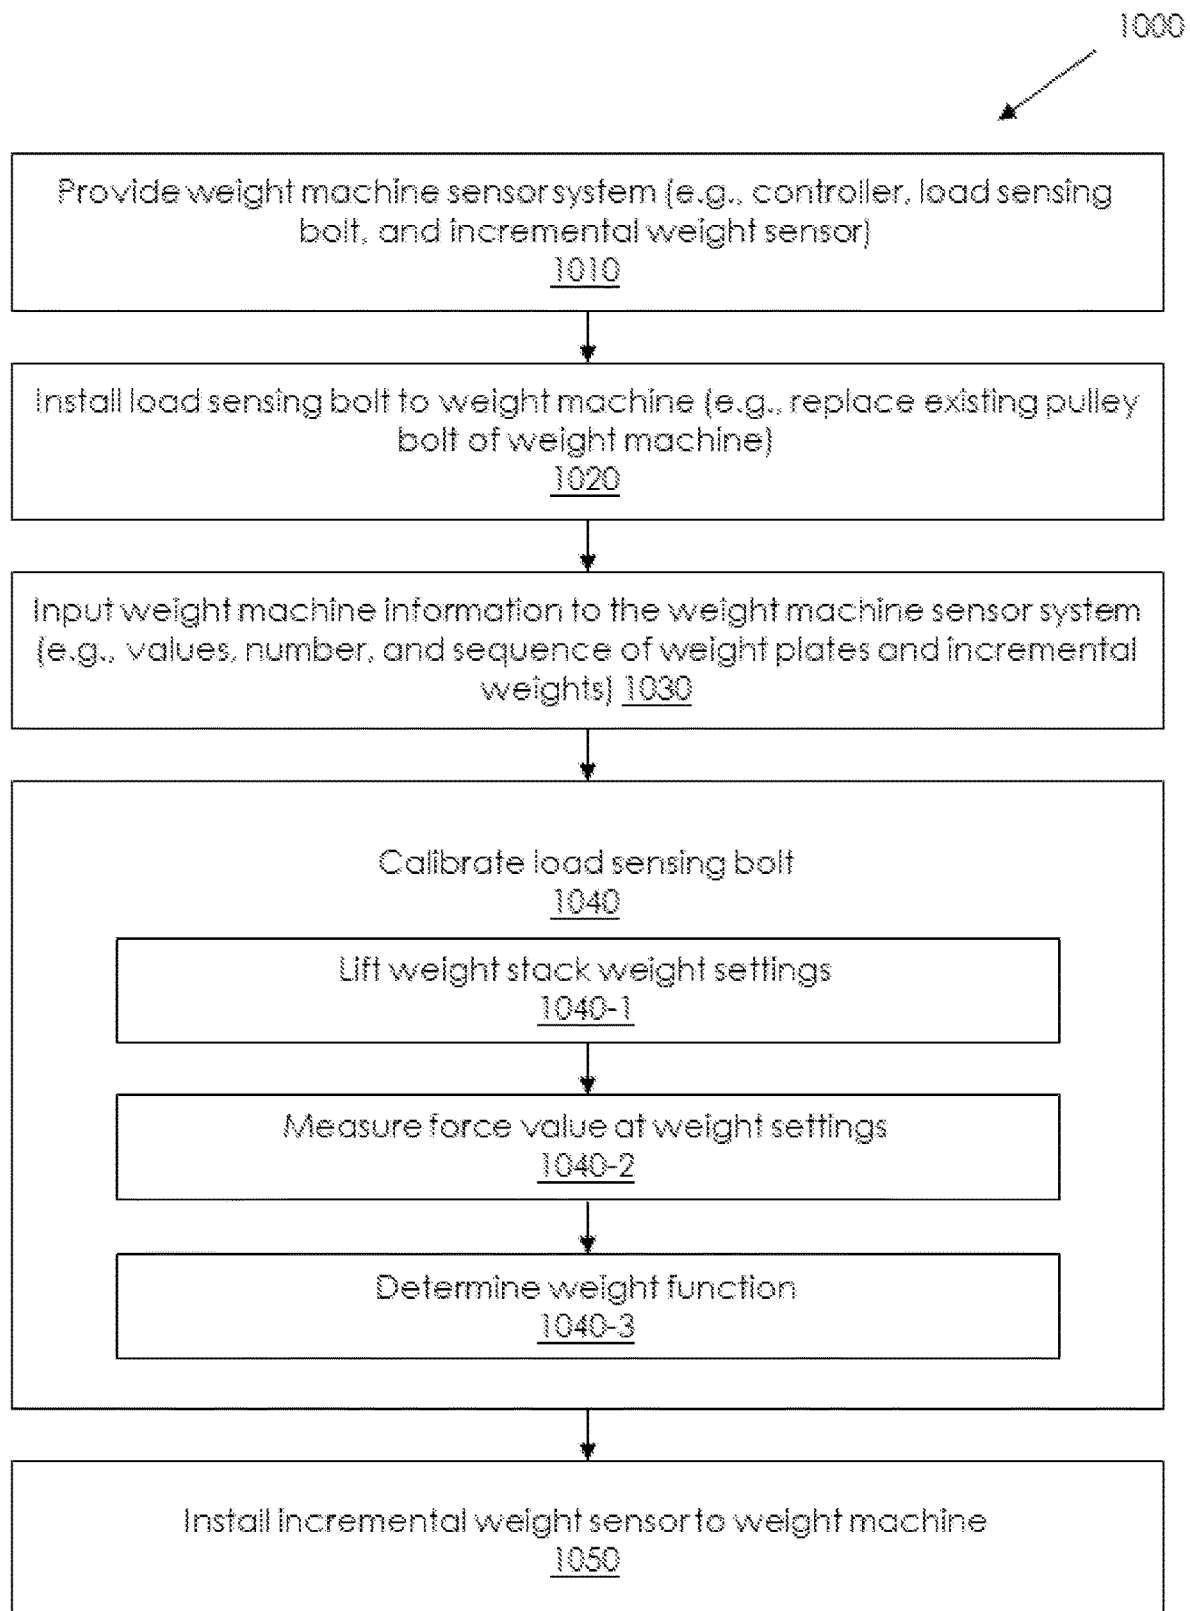 1000
Provide weight machine sensor system (e.g., controller, load sensing
bolt, and incremental weight sensor)
1010
Install load sensing bolt to weight machine (e.g., replace existing pulley
bolt of weight machine)
1020
Input weight machine information to the weight machine sensor system
(e.g., values, number, and sequence of weight plates and incremental
weights) 1030
Calibrate load sensing bolt
1040
Lift weight stack weight settings
1040-1
Measure force value at weight settings
1040-2
Determine weight function
1040-3
Install incremental weight sensor to weight machine
1050